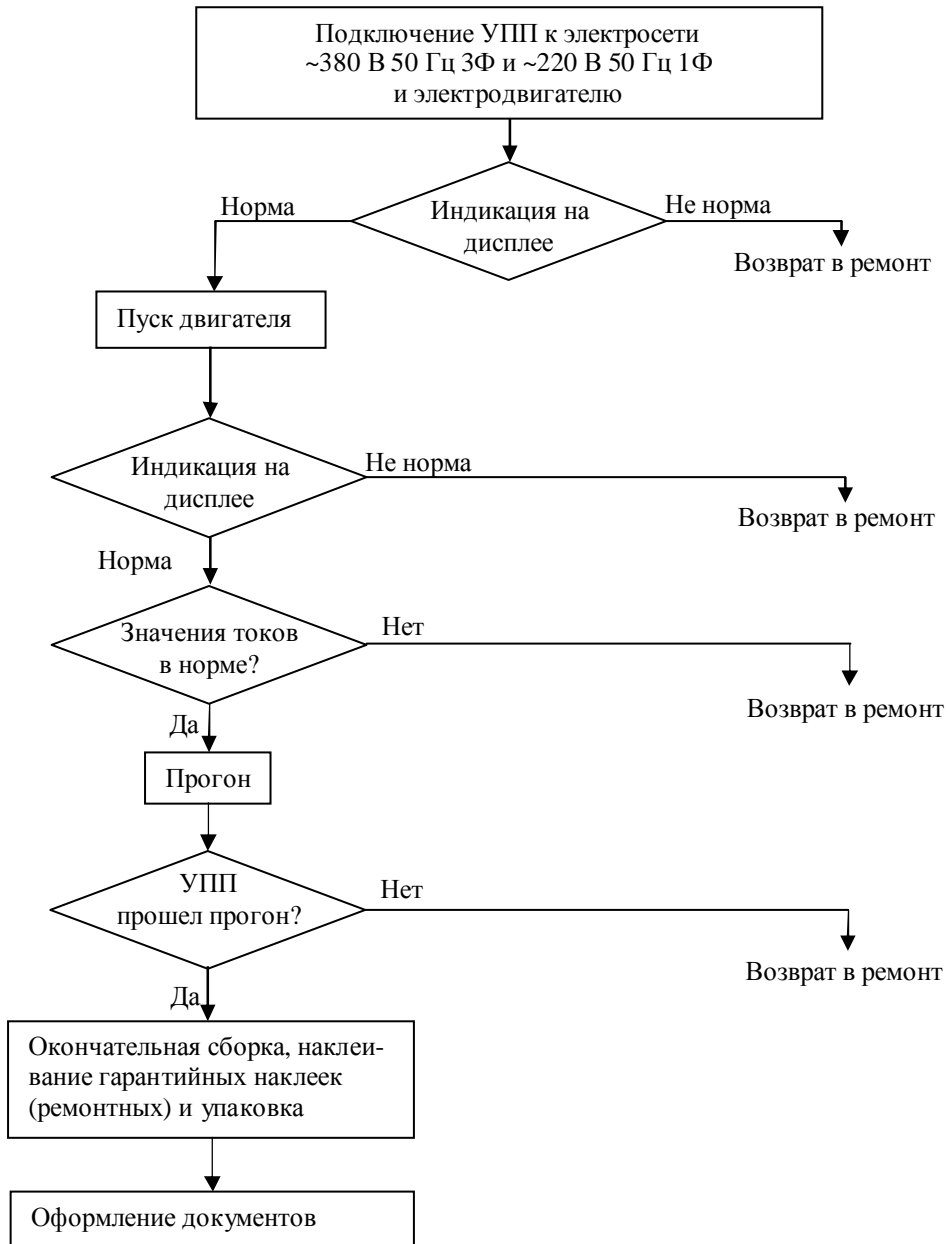 Подключение УПП к электросети
~380 В 50 Гц 3Ф и ~220 В 50 Гц 1Ф
и электродвигателю
Норма
Индикация на
дисплее
Не норма
Возврат в ремонт
Пуск двигателя
Индикация на
дисплее
Не норма
Возврат в ремонт
Норма
Значения токов
в норме?
Нет
Возврат в ремонт
Да
Прогон
УПП
прошел прогон?
Нет
Возврат в ремонт
Да
Окончательная сборка, наклеи-
вание гарантийных наклеек
(ремонтных) и упаковка
Оформление документов